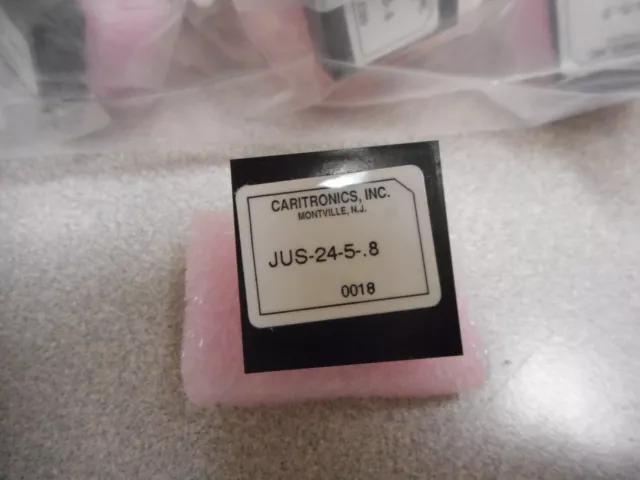 CARITRONICS, INC.
MONTVILLE, N.J.
JUS-24-5-.8
0018